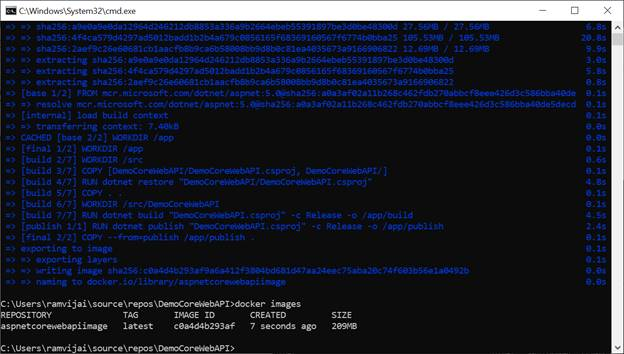 C:\Windows\System32\cmd.exe
=> => sha256:a9e0a9e0da12964d246212db8853a336a9b2664ebeb55391897be3d0be48300d 27.56MB / 27.56MB 6.8s
=> => sha256:4f4ca579d4297ad5012badd1b2b4a679c0856165f68369160f6774b0bba25 105.53MB / 105.53MB 20.8s
=> => sha256:2aef9c26e60681cb1aacfb8b9ca6b58008bb9d8b0c81ea4035673a9166906822 12.69MB / 12.69MB 9.9s
=> => extracting sha256:a9e0a9e0da12964d246212db8853a336a9b2664ebeb55391897be3d0be48300d 3.0s
=> => extracting sha256:4f4ca579d4297ad5012badd1b2b4a679c0856165f68369160f6774b0bba25 5.8s
=> => extracting sha256:2aef9c26e60681cb1aacfb8b9ca6b58008bb9d8b0c81ea4035673a9166906822 0.8s
=> [base 1/2] FROM mcr.microsoft.com/dotnet/aspnet:5.0@sha256:a0a3af02a11b268c462fdb270abbcf8eee426d3c586bba40de 0.1s
=> => resolve mcr.microsoft.com/dotnet/aspnet:5.0@sha256:a0a3af02a11b268c462fdb270abbcf8eee426d3c586bba40de5decd 0.1s
=> [internal] load build context 0.1s
=> => transferring context: 7.40kB 0.0s
=> CACHED [base 2/2] WORKDIR /app 0.0s
=> [final 1/2] WORKDIR /app 0.1s
=> [build 2/7] WORKDIR /src 0.6s
=> [build 3/7] COPY [DemoCoreWebAPI/DemoCoreWebAPI.csproj, DemoCoreWebAPI/] 0.1s
=> [build 4/7] RUN dotnet restore "DemoCoreWebAPI/DemoCoreWebAPI.csproj" 4.8s
=> [build 5/7] COPY . . 0.1s
=> [build 6/7] WORKDIR /src/DemoCoreWebAPI 0.1s
=> [build 7/7] RUN dotnet build "DemoCoreWebAPI.csproj" -c Release -o /app/build 4.5s
=> [publish 1/1] RUN dotnet publish "DemoCoreWebAPI.csproj" -c Release -o /app/publish 2.4s
=> [final 2/2] COPY --from=publish /app/publish . 0.1s
=> exporting to image 0.1s
=> => exporting layers 0.1s
=> => writing image sha256:c0a4d4b293af9a6a412f3804bd681d47aa24eec75aba20c74f603b56e1a0492b 0.0s
=> => naming to docker.io/library/aspnetcorewebapiimage 0.0s
C:\Users\ramvijai\source\repos\DemoCoreWebAPI>docker images
REPOSITORY TAG IMAGE ID CREATED SIZE
aspnetcorewebapiimage latest c0a4d4b293af 7 seconds ago 209MB
C:\Users\ramvijai\source\repos\DemoCoreWebAPI>